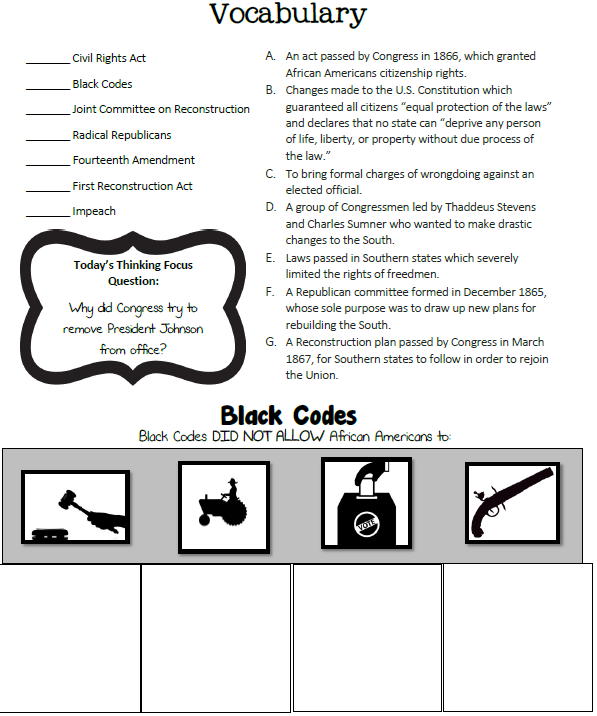 Vocabulary
_______ Civil Rights Act
_______ Black Codes
_______ Joint Committee on Reconstruction
_______ Radical Republicans
_______ Fourteenth Amendment
_______ First Reconstruction Act
_______ Impeach
Today's Thinking Focus
Question:
Why did Congress try to
remove President Johnson
from office?
A. An act passed by Congress in 1866, which granted
African Americans citizenship rights.
B. Changes made to the U.S. Constitution which
guaranteed all citizens “equal protection of the laws”
and declares that no state can “deprive any person
of life, liberty, or property without due process of
the law.”
C. To bring formal charges of wrongdoing against an
elected official.
D. A group of Congressmen led by Thaddeus Stevens
and Charles Sumner who wanted to make drastic
changes to the South.
E. Laws passed in Southern states which severely
limited the rights of freedmen.
F. A Republican committee formed in December 1865,
whose sole purpose was to draw up new plans for
rebuilding the South.
G. A Reconstruction plan passed by Congress in March
1867, for Southern states to follow in order to rejoin
the Union.
Black Codes
Black Codes DID NOT ALLOW African Americans to:
VOTE